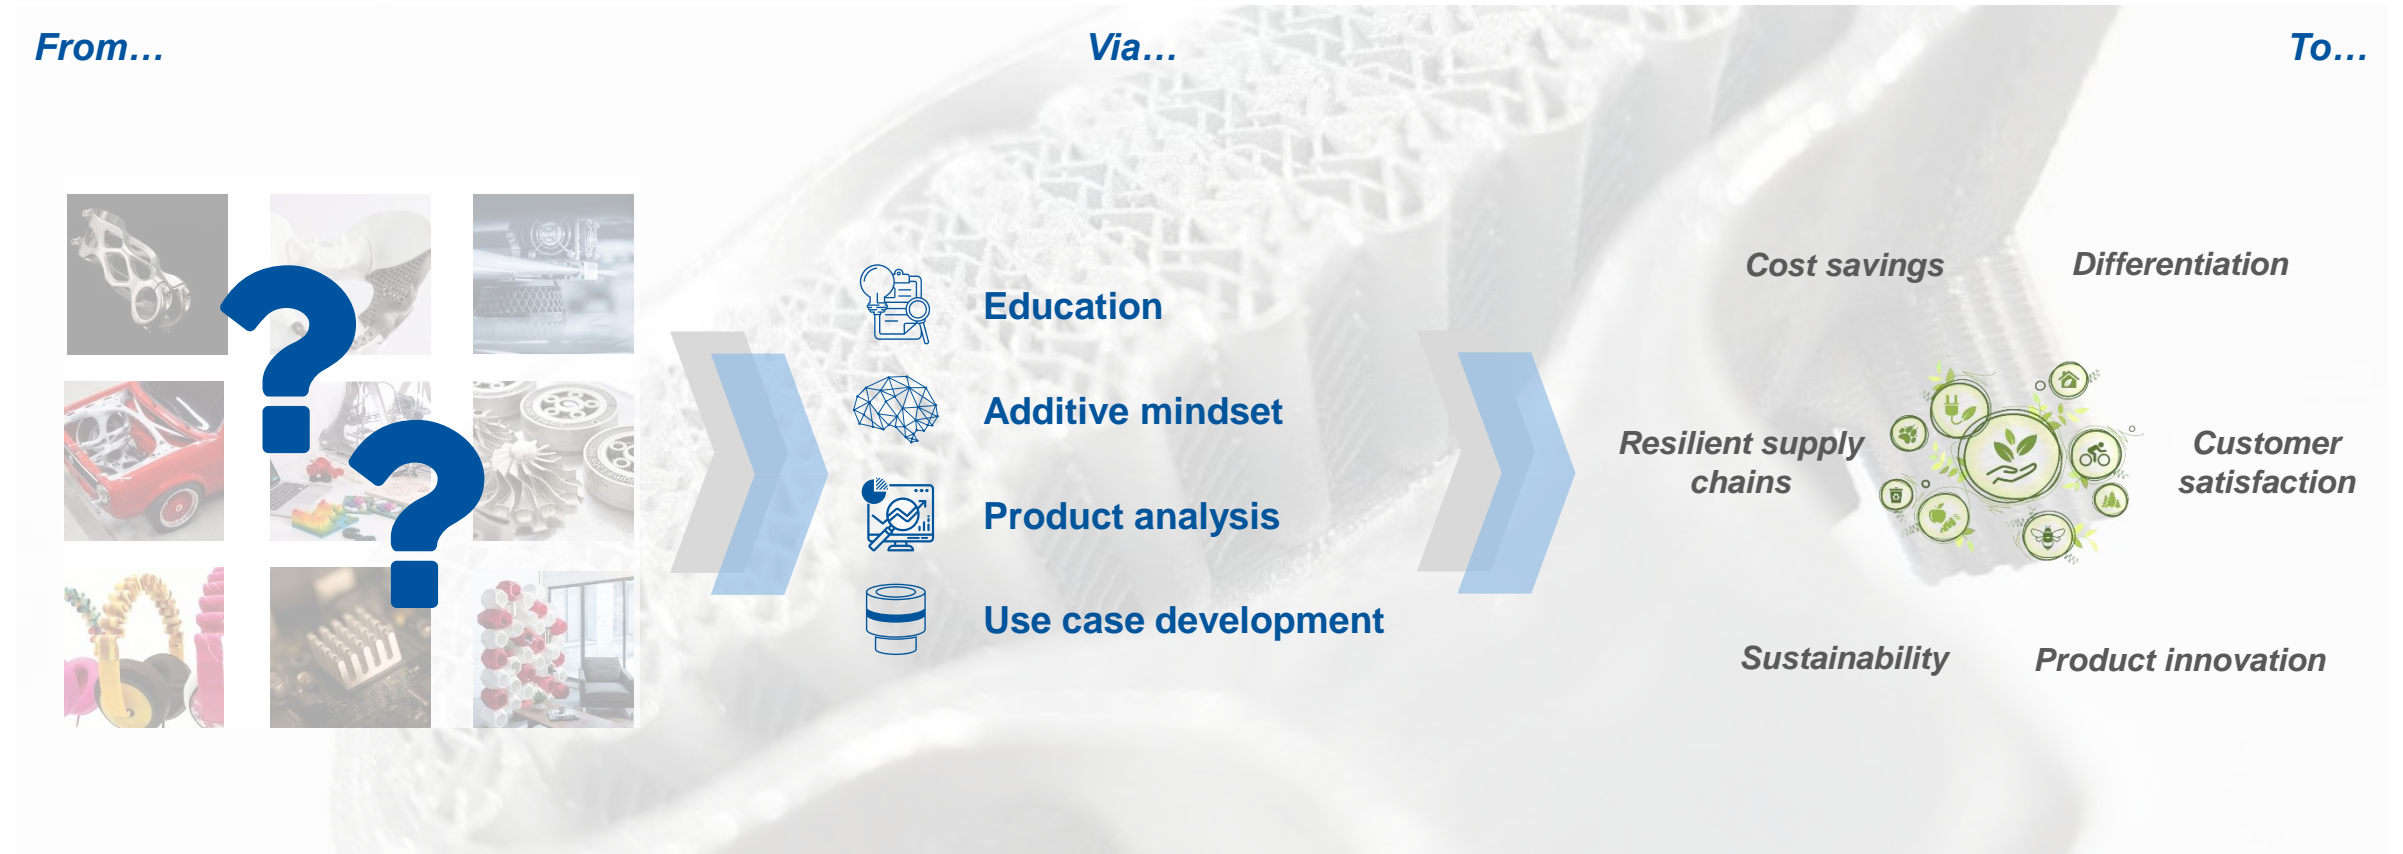 From…
Via…
To…
Education
Additive mindset
Product analysis
Use case development
Cost savings
Differentiation
Resilient supply
chains
Customer
satisfaction
Sustainability
Product innovation
??